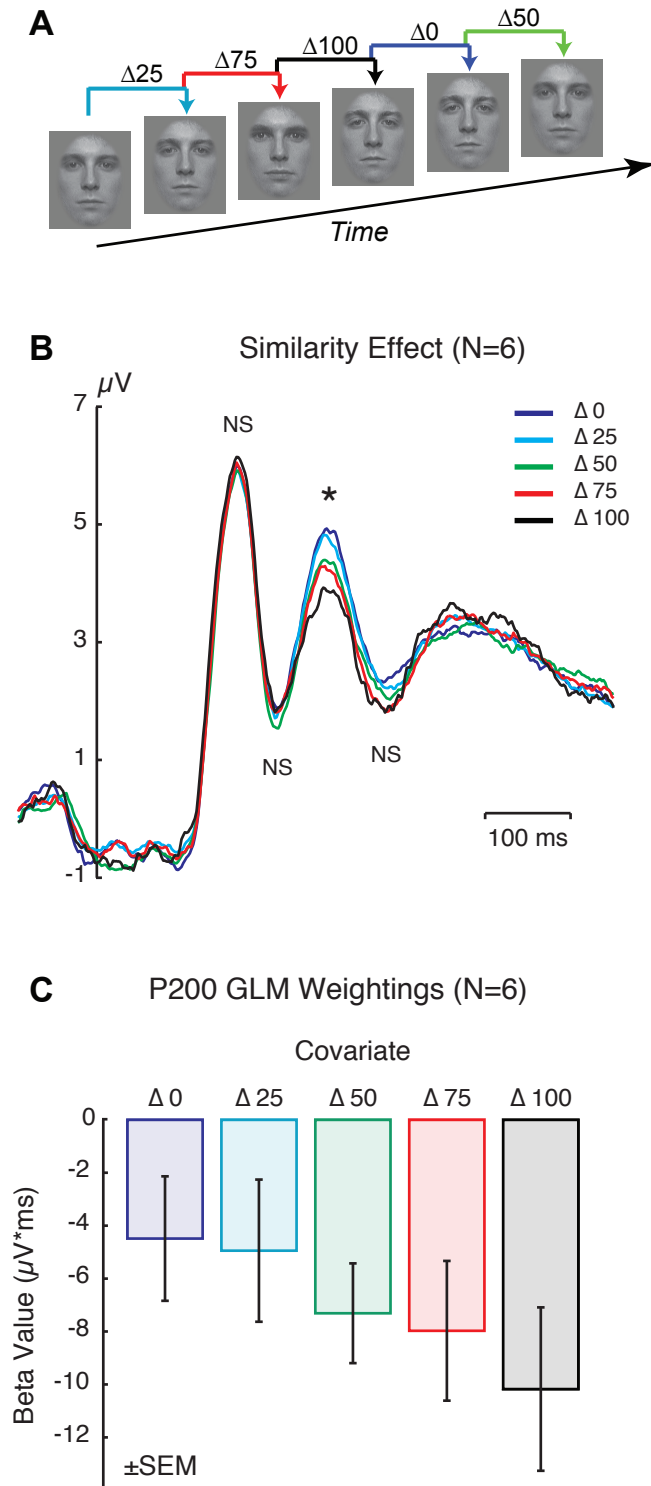 A
Δ25 Δ75 Δ100 Δ0 Δ50
Time
B Similarity Effect (N=6)
µV
7
5
3
1
-1
NS
*
NS
NS
Δ 0
Δ 25
Δ 50
Δ 75
Δ 100
100 ms
C P200 GLM Weightings (N=6)
Covariate
Δ 0 Δ 25 Δ 50 Δ 75 Δ 100
Beta Value (µV*ms)
0
-2
-4
-6
-8
-10
-12
±SEM